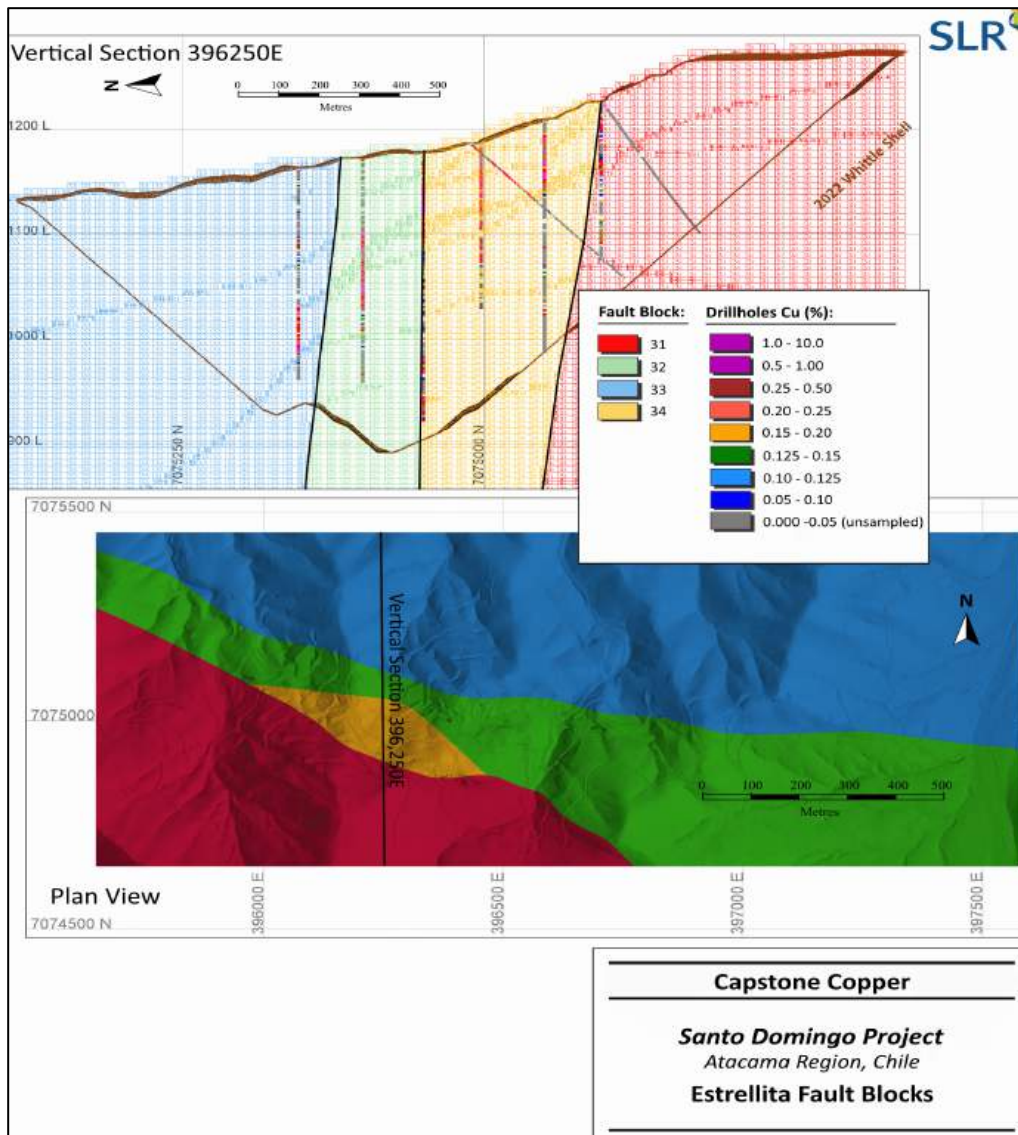 SLR
Vertical Section 396250E
N
0 100 200 300 400 500
Metres
1200 L
1100 L
1000 L
900 L
7075250 N
7075000 N
2022 Whittle Shell
Fault Block:
31
32
33
34
Drillholes Cu (%):
1.0 - 10.0
0.5 - 1.00
0.25 - 0.50
0.20 - 0.25
0.15 - 0.20
0.125 - 0.15
0.10 - 0.125
0.05 - 0.10
0.000 -0.05 (unsampled)
7075500 N
7075000
7074500 N
Vertical Section 396,250E
N
0 100 200 300 400 500
Metres
Plan View
396000 E
396500 E
397000 E
397500 E
Capstone Copper
Santo Domingo Project
Atacama Region, Chile
Estrellita Fault Blocks